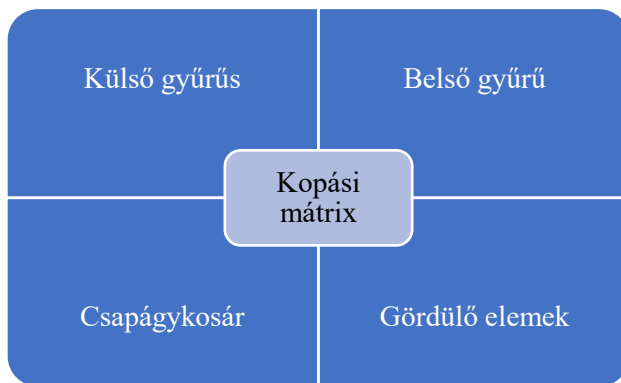 Külső gyűrűs
Belső gyűrű
Kopási
mátrix
Csapágykosár
Gördülő elemek